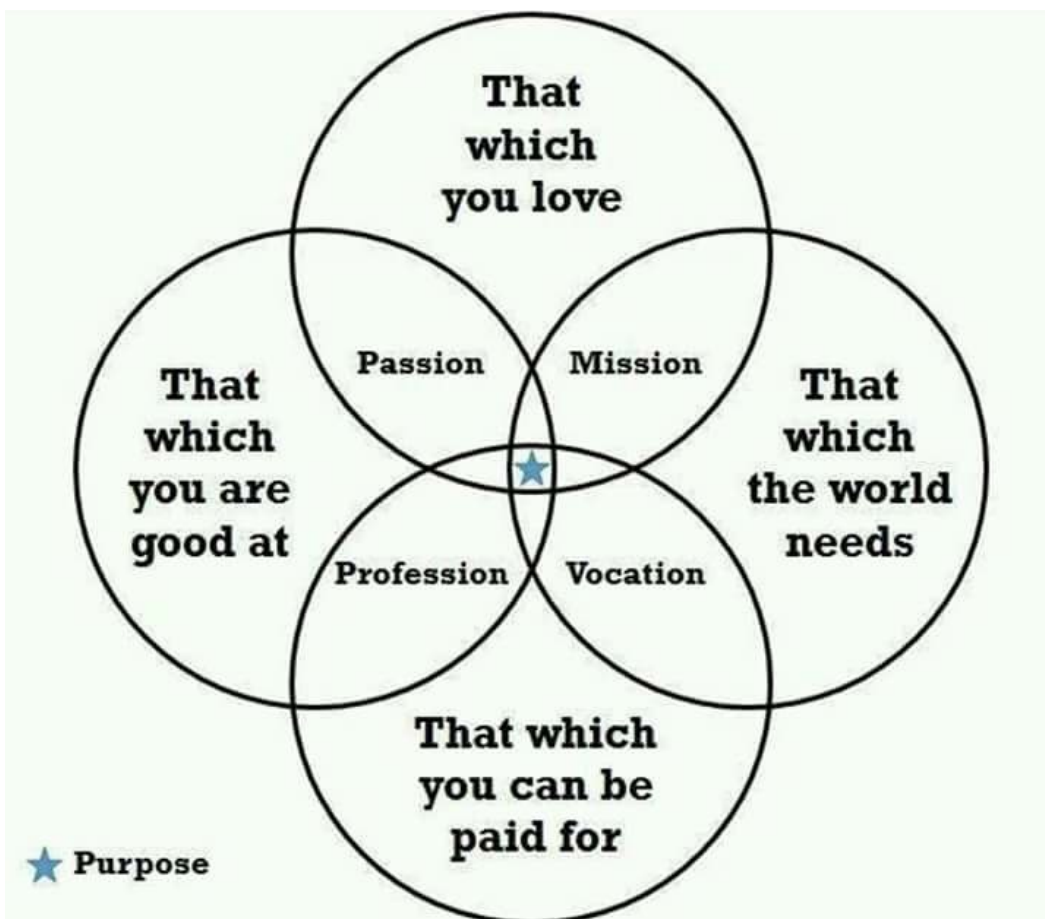 That
which
you love
Passion
Mission
That
which
you are
good at
That
which
the world
needs
Profession
Vocation
That which
you can be
paid for
Purpose